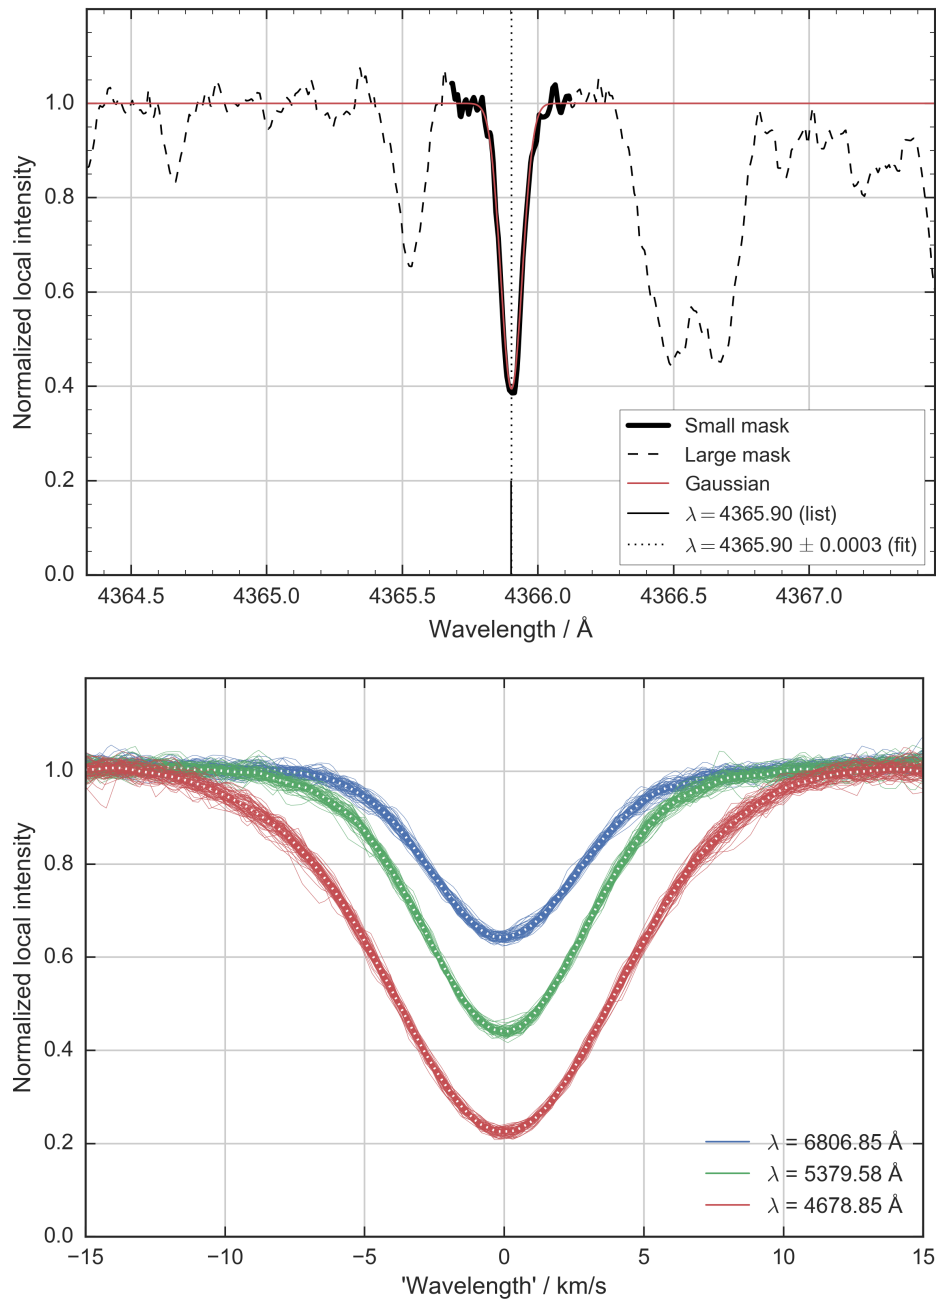 1.0
0.8
0.6
0.4
0.2
0.0
Normalized local intensity
Small mask
Large mask
Gaussian
λ = 4365.90 (list)
λ = 4365.90 ± 0.0003 (fit)
4364.5 4365.0 4365.5 4366.0 4366.5 4367.0
Wavelength / Å
1.0
0.8
0.6
0.4
0.2
0.0
Normalized local intensity
λ = 6806.85 Å
λ = 5379.58 Å
λ = 4678.85 Å
−15 −10 −5 0 5 10 15
'Wavelength' / km/s